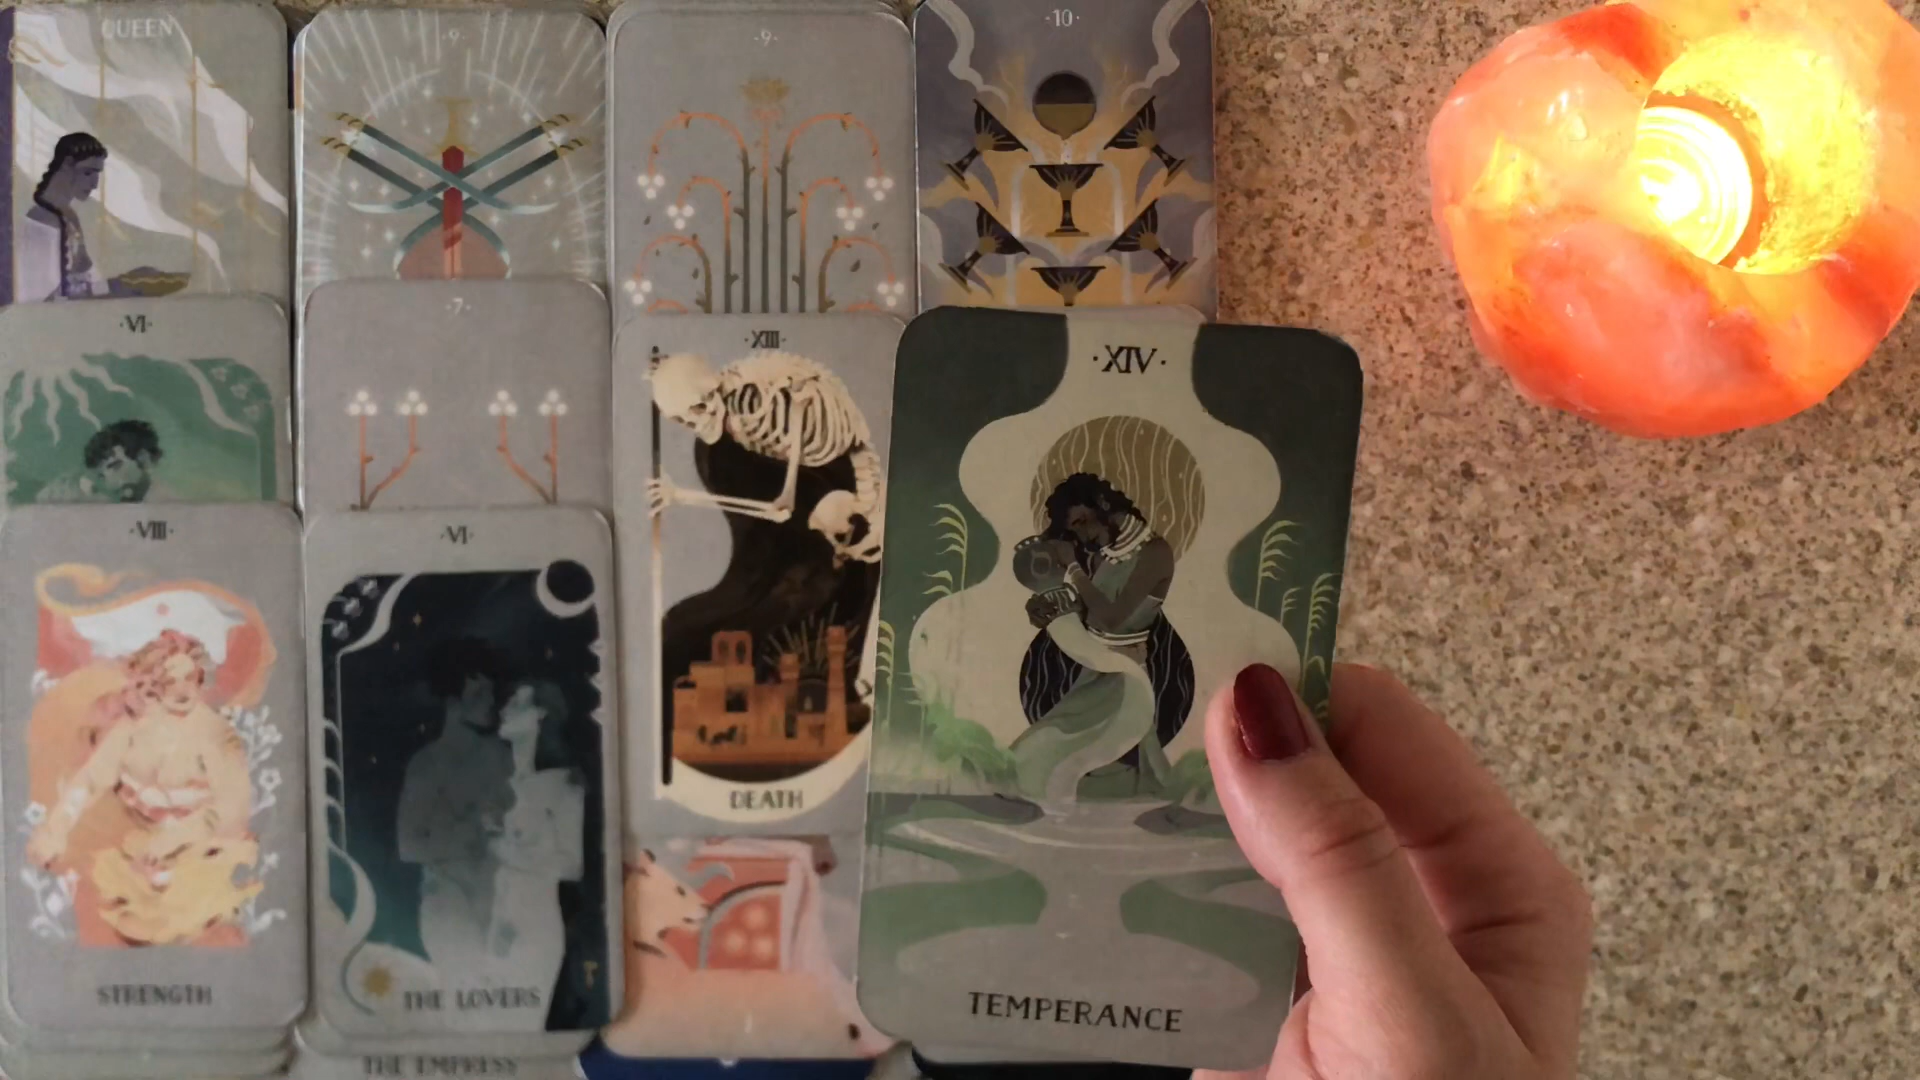 QUEEN
·9·
·9·
·10·
·VI·
·7·
·XIII·
·XIV·
·VIII·
·VI·
DEATH
STRENGTH
THE LOVERS
TEMPERANCE
THE EMPRESS